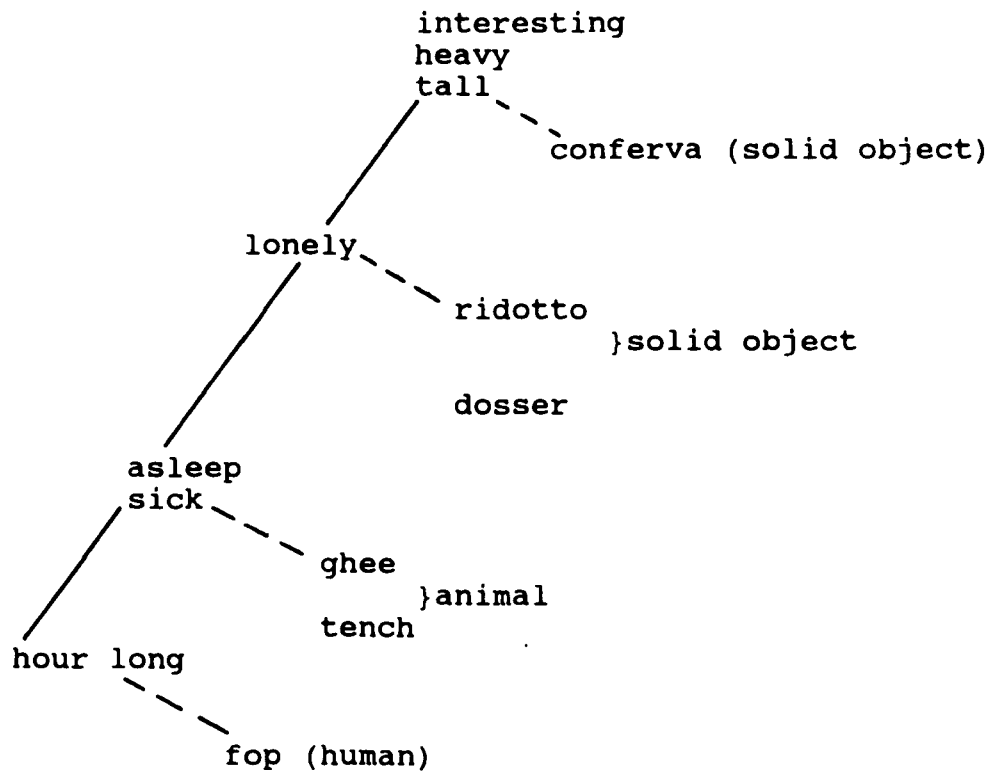 interesting
heavy
tall
conferva (solid object)
lonely
ridotto
}solid object
dosser
asleep
sick
ghee
}animal
tench
hour long
fop (human)